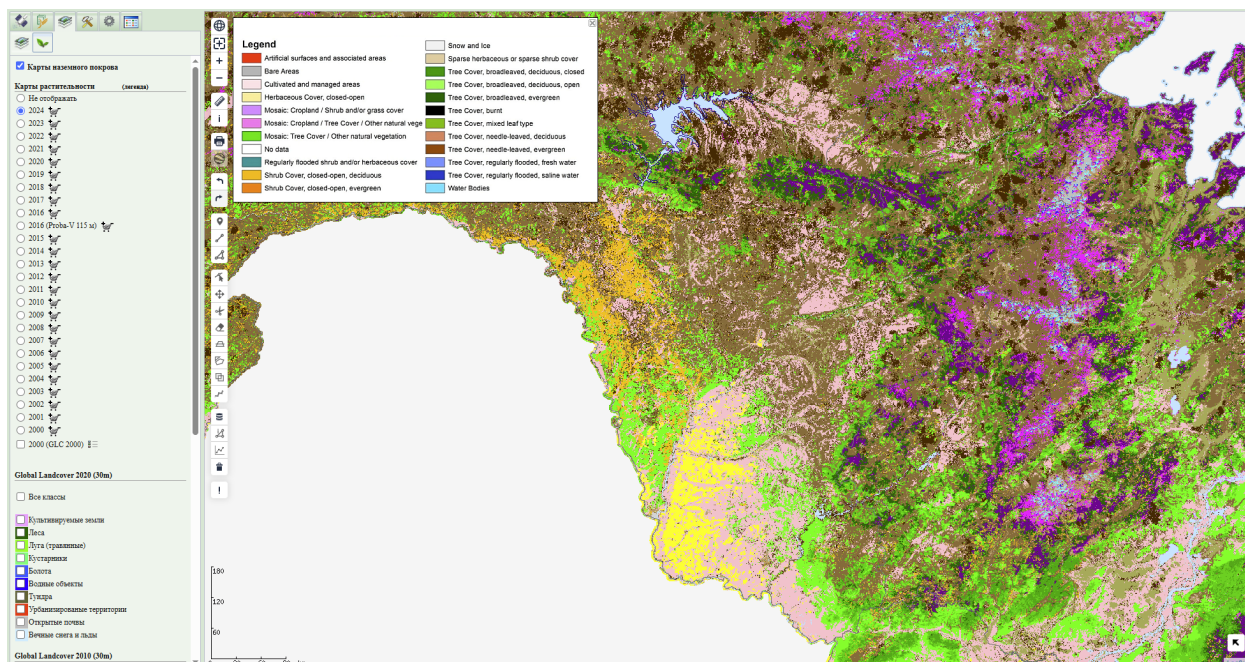 Карты наземного покрова
Карты растительности (легенда)
Не отображать
2024
2023
2022
2021
2020
2019
2018
2017
2016
2016 (Proba-V 115 м)
2015
2014
2013
2012
2011
2010
2009
2008
2007
2006
2005
2004
2003
2002
2001
2000
2000 (GLC 2000)
Global Landcover 2020 (30m)
Все классы
Культивируемые земли
Леса
Луга (травянные)
Кустарники
Болота
Водные объекты
Тундра
Урбанизированые территории
Открытые почвы
Вечные снега и льды
Global Landcover 2010 (30m)
Legend
Artificial surfaces and associated areas
Bare Areas
Cultivated and managed areas
Herbaceous Cover, closed-open
Mosaic: Cropland / Shrub and/or grass cover
Mosaic: Cropland / Tree Cover / Other natural vege
Mosaic: Tree Cover / Other natural vegetation
No data
Regularly flooded shrub and/or herbaceous cover
Shrub Cover, closed-open, deciduous
Shrub Cover, closed-open, evergreen
Snow and Ice
Sparse herbaceous or sparse shrub cover
Tree Cover, broadleaved, deciduous, closed
Tree Cover, broadleaved, deciduous, open
Tree Cover, broadleaved, evergreen
Tree Cover, burnt
Tree Cover, mixed leaf type
Tree Cover, needle-leaved, deciduous
Tree Cover, needle-leaved, evergreen
Tree Cover, regularly flooded, fresh water
Tree Cover, regularly flooded, saline water
Water Bodies
180
120
60